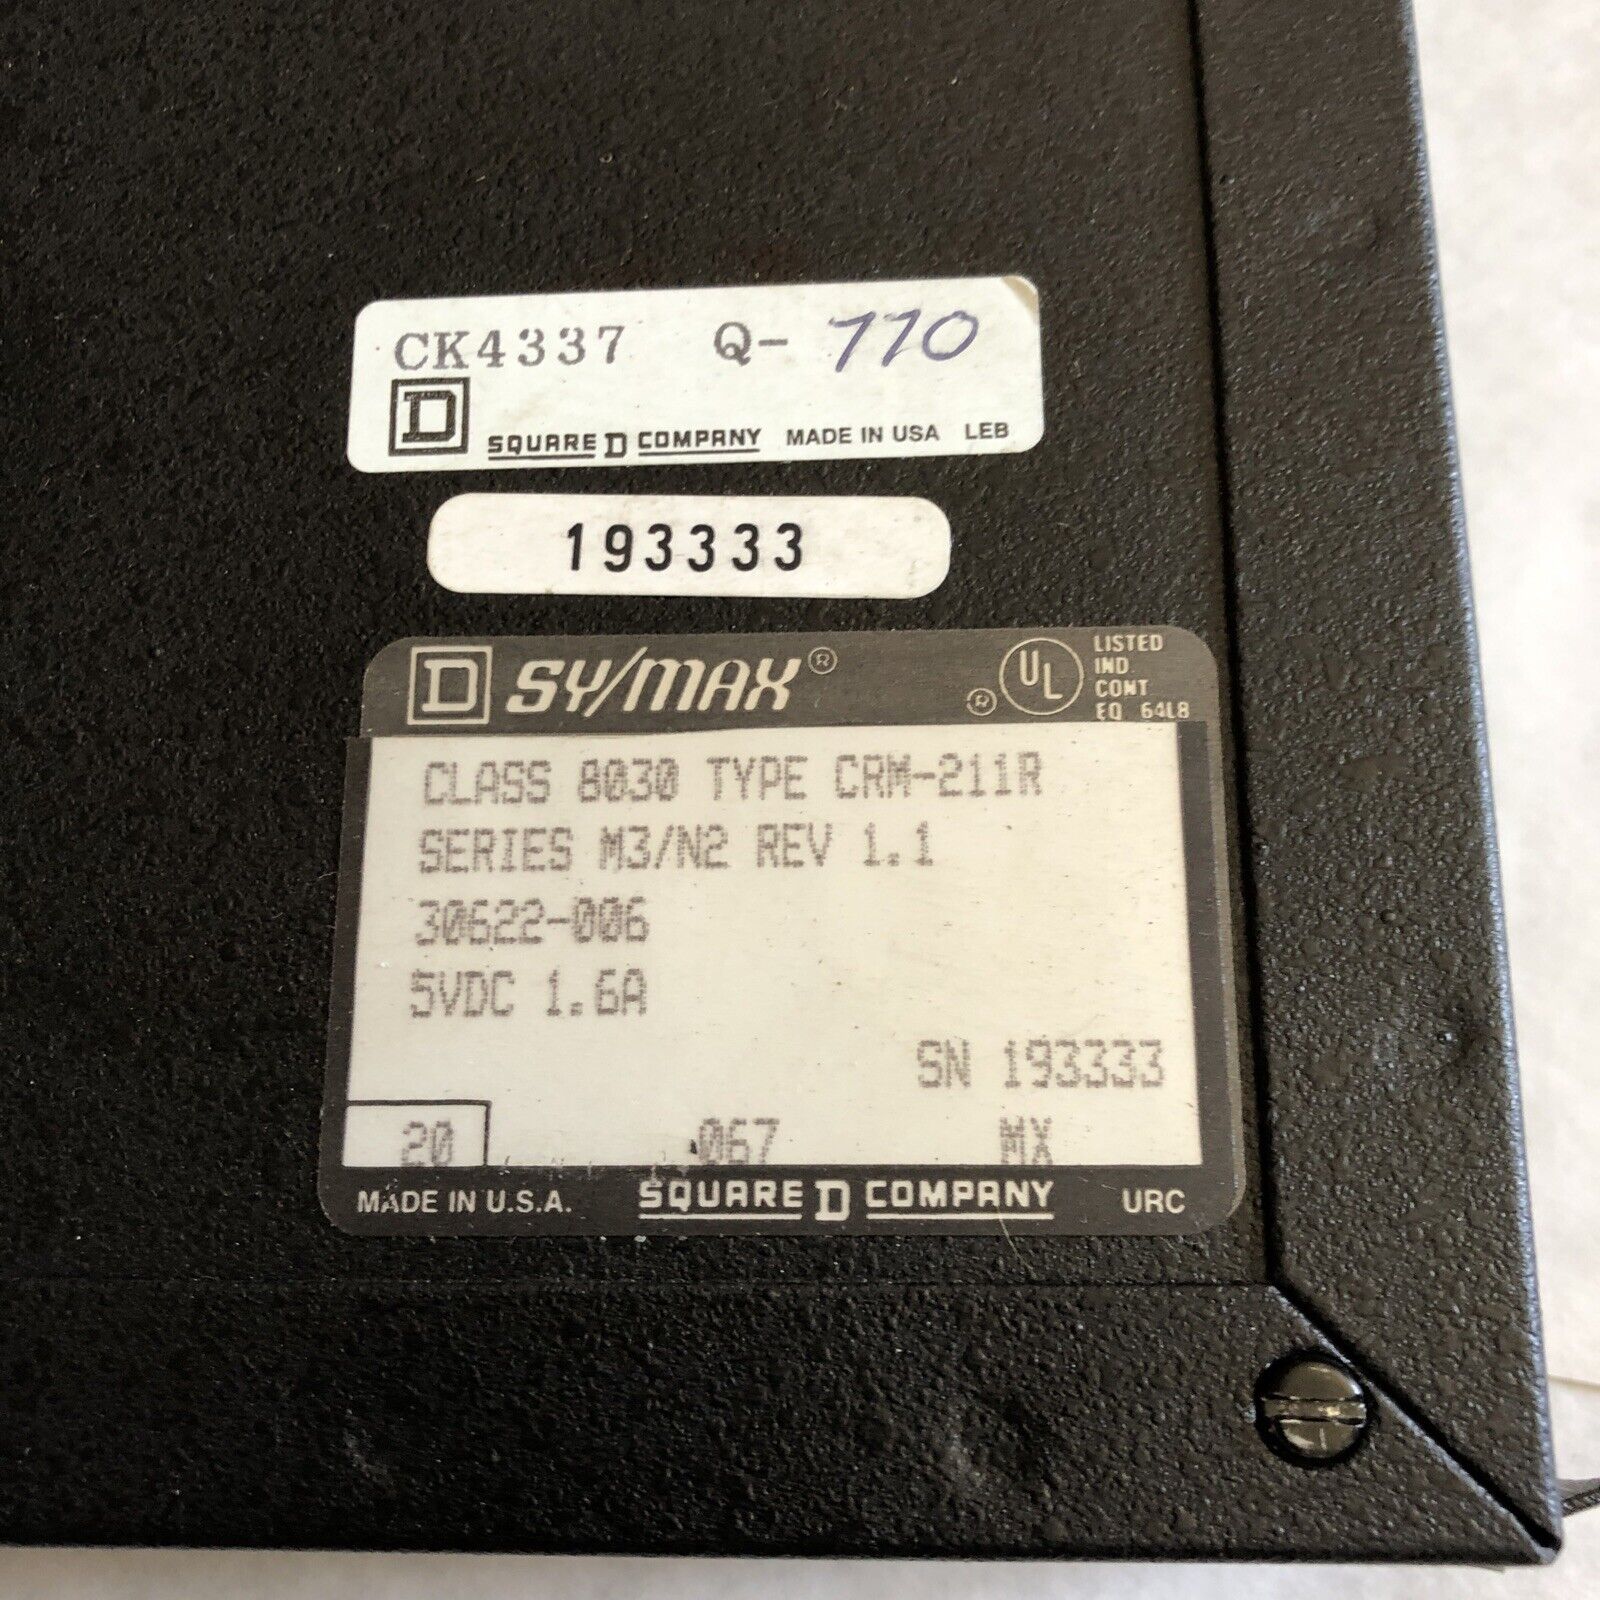 CK4337 Q- 770
D SQUARE D COMPANY MADE IN USA LEB
193333
D SY/MAX® ® UL LISTED
IND
CONT
EQ 64L8
CLASS 8030 TYPE CRM-211R
SERIES M3/N2 REV 1.1
30622-006
5VDC 1.6A
SN 193333
20 067 MX
MADE IN U.S.A. SQUARE D COMPANY URC